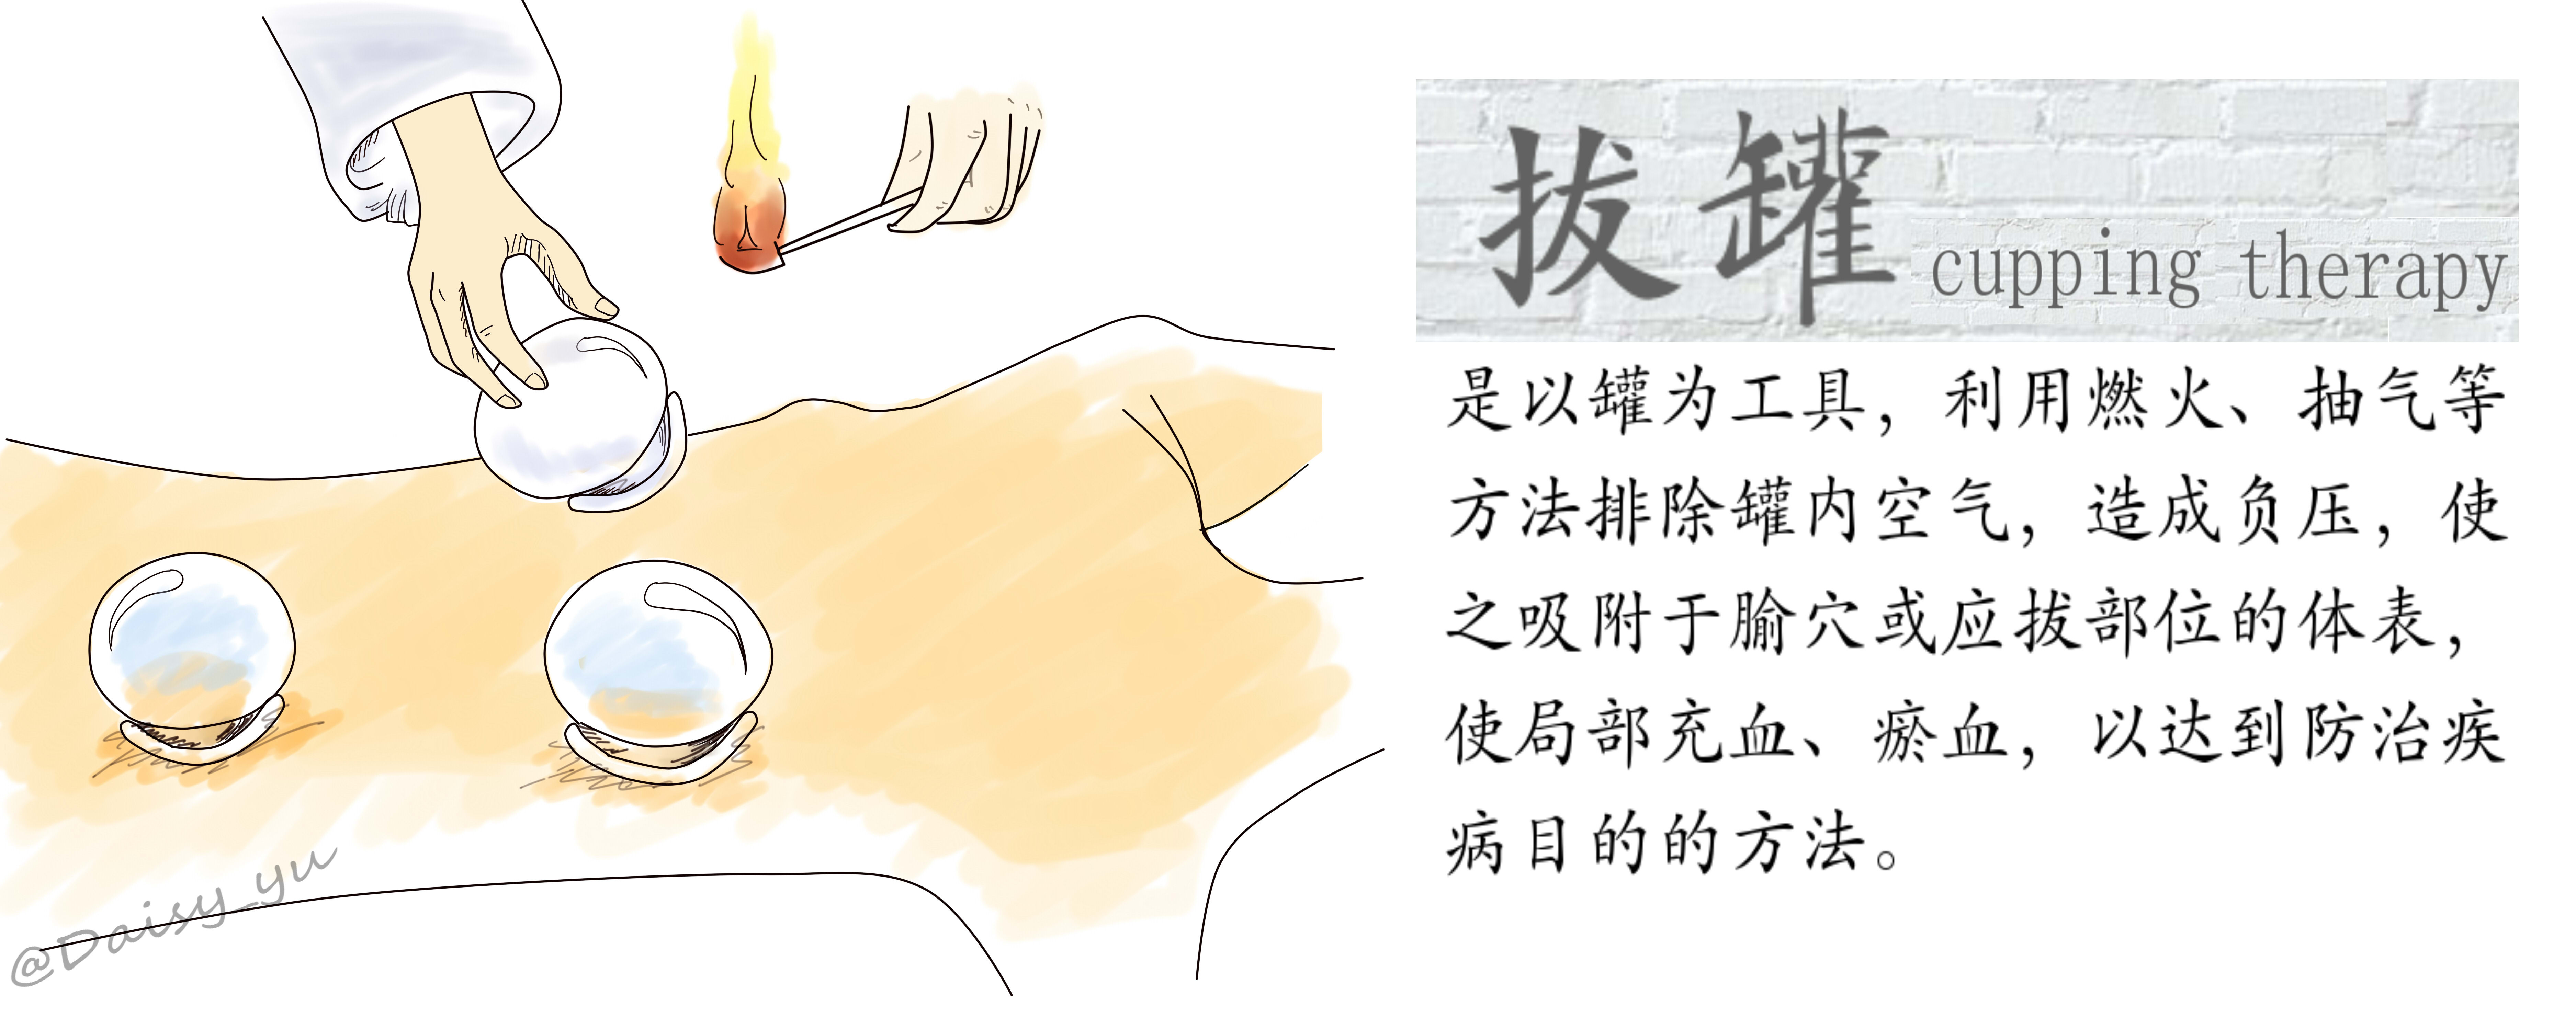 拔罐
cupping therapy
是以罐为工具，利用燃火、抽气等
方法排除罐内空气，造成负压，使
之吸附于腧穴或应拔部位的体表，
使局部充血、瘀血，以达到防治疾
病目的的方法。
@Daisy_yu